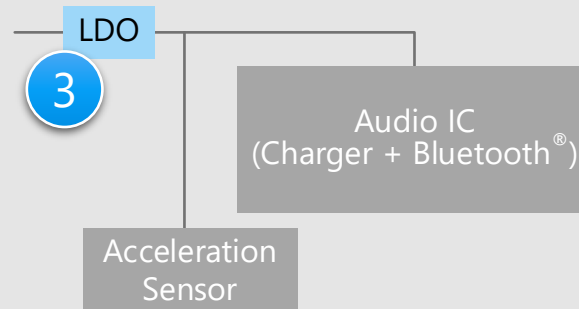 LDO
3
Audio IC
(Charger + Bluetooth®)
Acceleration
Sensor